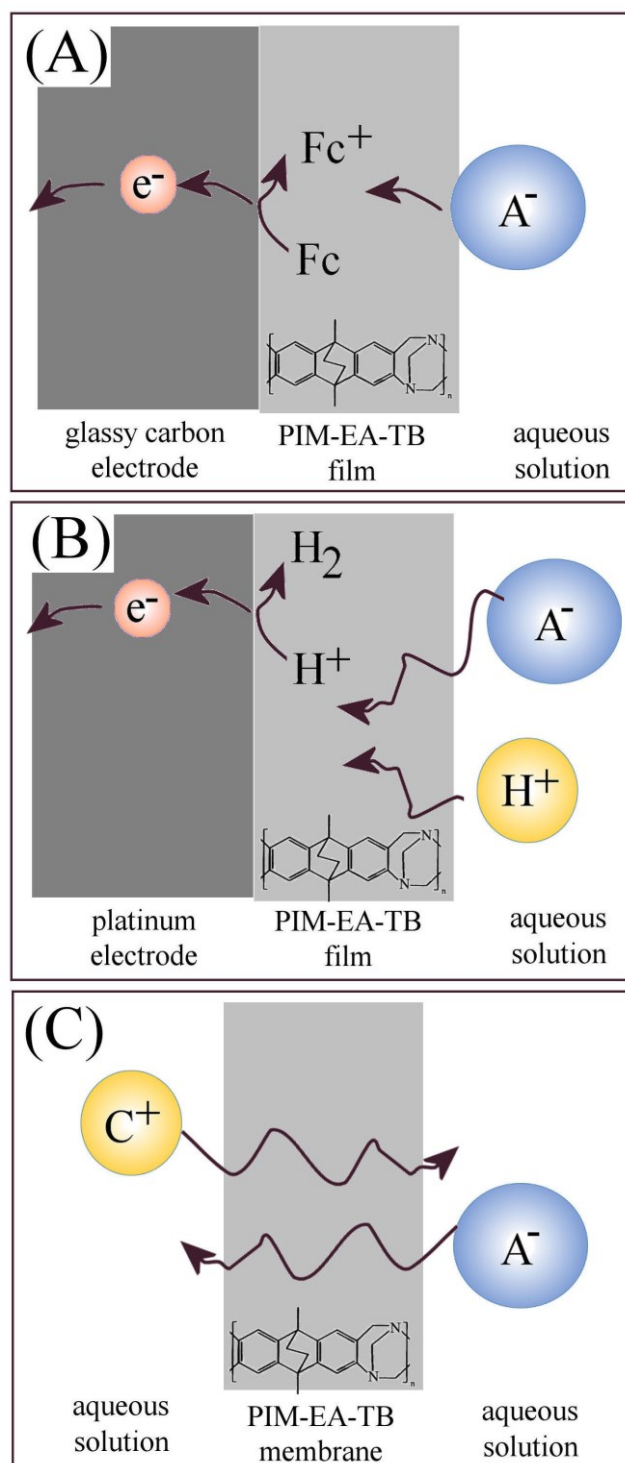 (A)
Fc⁺
e⁻
A⁻
Fc
N
N
n
glassy carbon
electrode
PIM-EA-TB
film
aqueous
solution
(B)
H₂
e⁻
A⁻
H⁺
H⁺
N
N
n
platinum
electrode
PIM-EA-TB
film
aqueous
solution
(C)
C⁺
A⁻
N
N
n
aqueous
solution
PIM-EA-TB
membrane
aqueous
solution